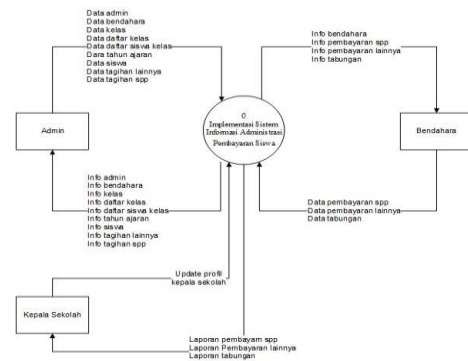 Data admin
Data bendahara
Data kelas
Data daftar kelas
Data daftar siswa kelas
Dara tahun ajaran
Data siswa
Data tagihan lainnya
Data tagihan spp
Info bendahara
Info pembayaran spp
Info pembayaran lainnya
Info tabungan
Admin
0
Implementasi Sistem
Informasi Administrasi
Pembayaran Siswa
Bendahara
Info admin
Info bendahara
Info kelas
Info daftar kelas
Info daftar siswa kelas
Info tahun ajaran
Info siswa
Info tagihan lainnya
Info tagihan spp
Data pembayaran spp
Data pembayaran lainnya
Data tabungan
Update profil
kepala sekolah
Kepala Sekolah
Laporan pembayarn spp
Laporan Pembayaran lainnya
Laporan tabungan